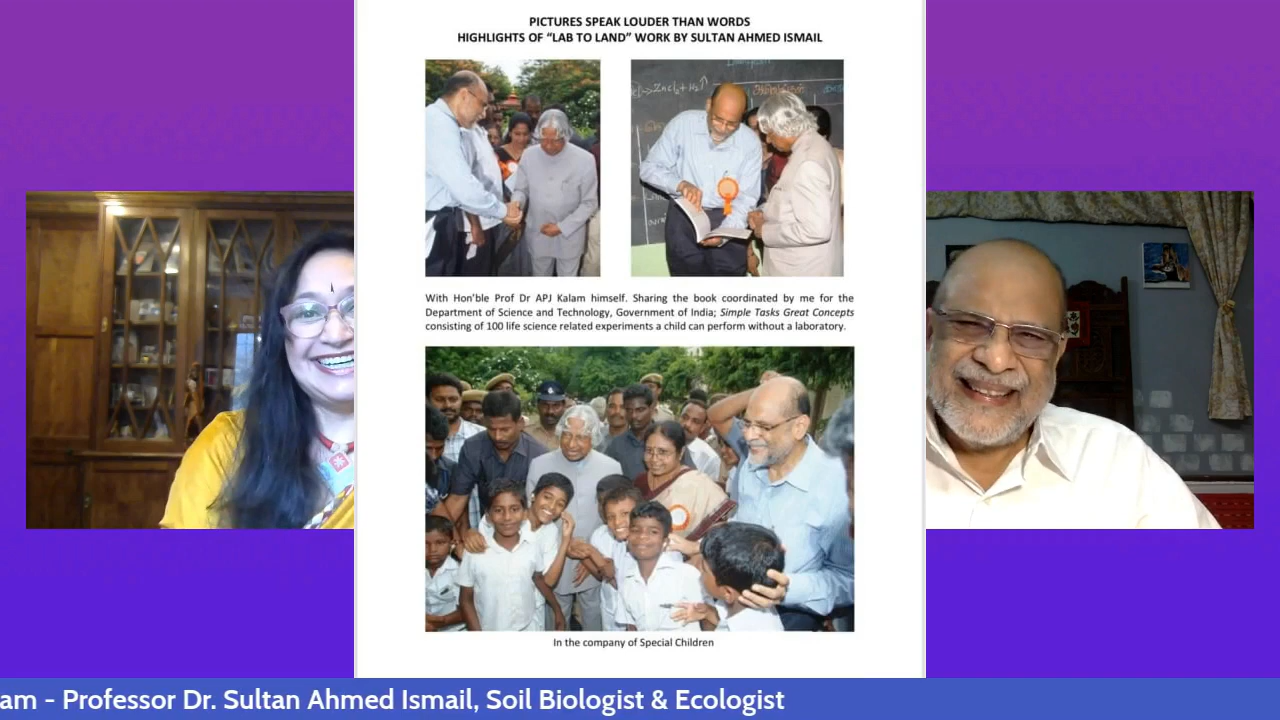 PICTURES SPEAK LOUDER THAN WORDS
HIGHLIGHTS OF “LAB TO LAND” WORK BY SULTAN AHMED ISMAIL
ZnCl₂+H₂↑
With Hon’ble Prof Dr APJ Kalam himself. Sharing the book coordinated by me for the
Department of Science and Technology, Government of India; Simple Tasks Great Concepts
consisting of 100 life science related experiments a child can perform without a laboratory.
In the company of Special Children
am - Professor Dr. Sultan Ahmed Ismail, Soil Biologist & Ecologist